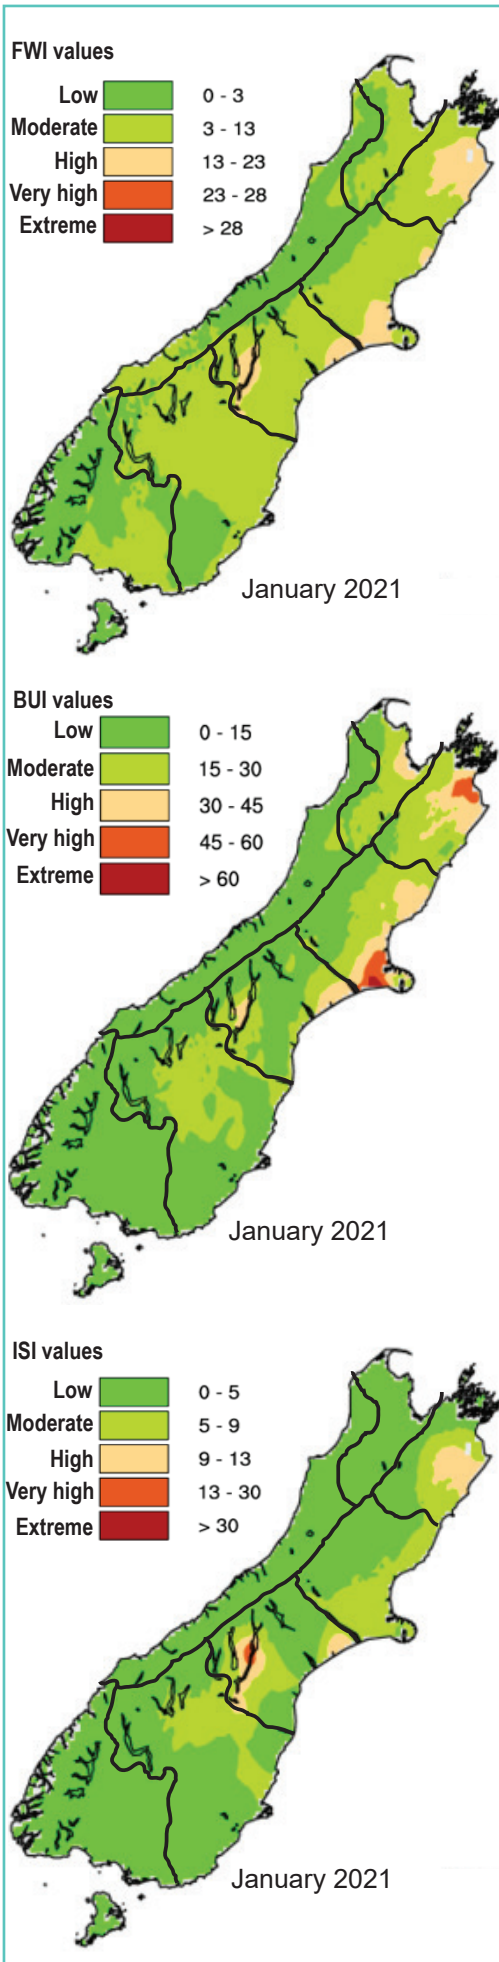 FWI values
Low 0 - 3
Moderate 3 - 13
High 13 - 23
Very high 23 - 28
Extreme > 28
January 2021
BUI values
Low 0 - 15
Moderate 15 - 30
High 30 - 45
Very high 45 - 60
Extreme > 60
January 2021
ISI values
Low 0 - 5
Moderate 5 - 9
High 9 - 13
Very high 13 - 30
Extreme > 30
January 2021